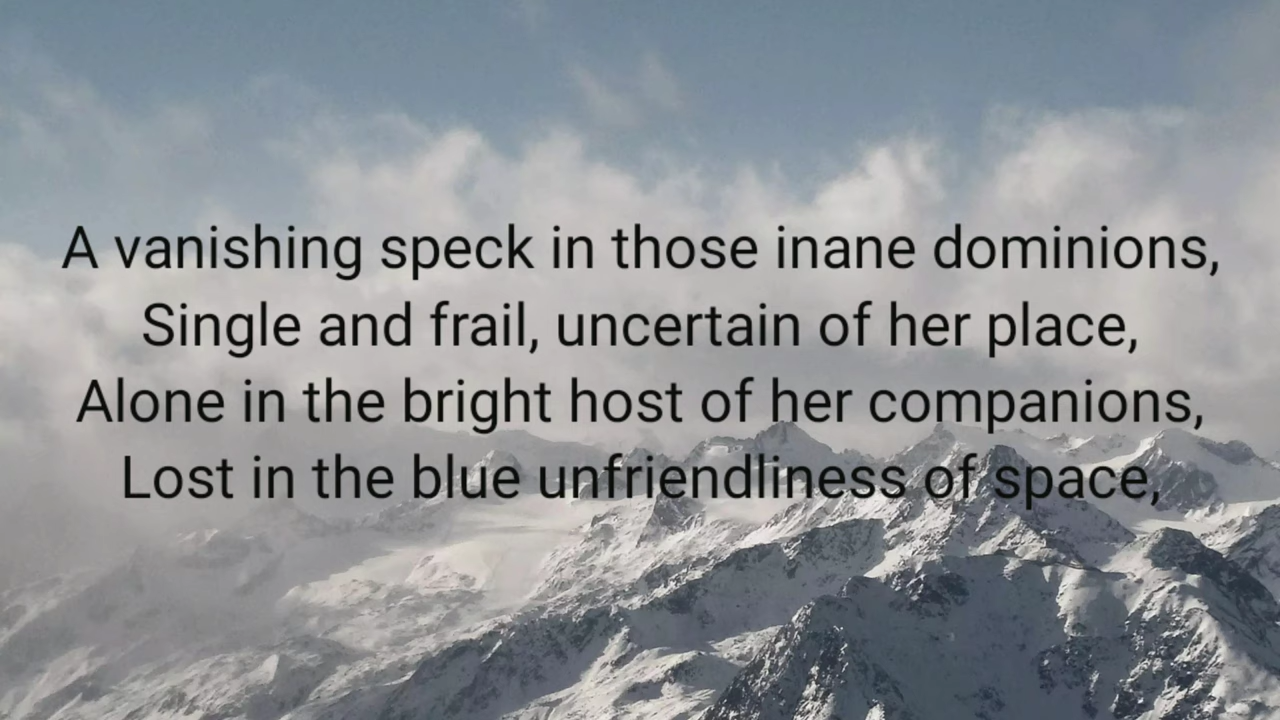 A vanishing speck in those inane dominions,
Single and frail, uncertain of her place,
Alone in the bright host of her companions,
Lost in the blue unfriendliness of space,